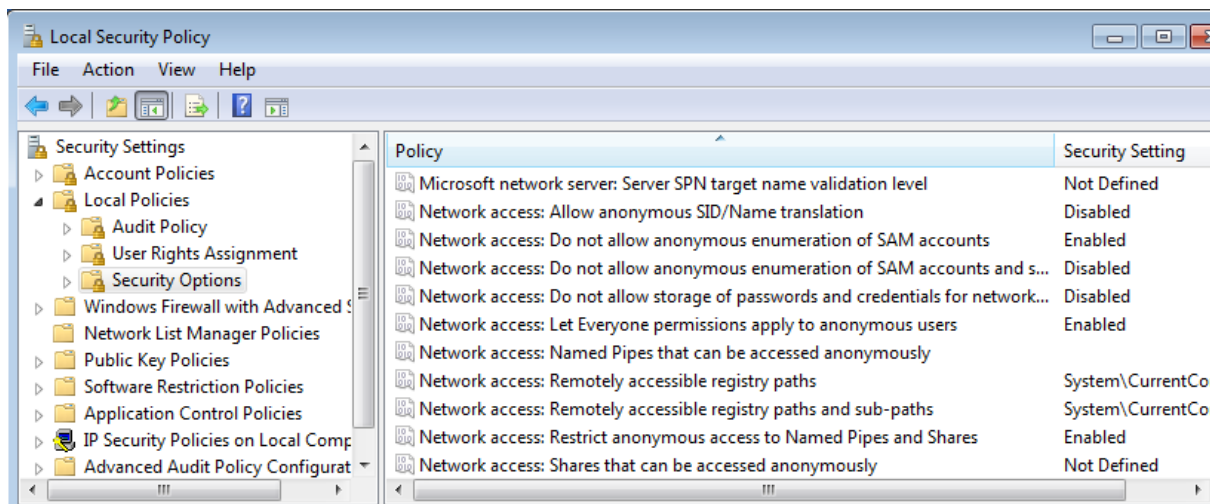 Local Security Policy
File Action View Help
Security Settings
Account Policies
Local Policies
Audit Policy
User Rights Assignment
Security Options
Windows Firewall with Advanced
Network List Manager Policies
Public Key Policies
Software Restriction Policies
Application Control Policies
IP Security Policies on Local Comp
Advanced Audit Policy Configurat
Policy Security Setting
Microsoft network server: Server SPN target name validation level Not Defined
Network access: Allow anonymous SID/Name translation Disabled
Network access: Do not allow anonymous enumeration of SAM accounts Enabled
Network access: Do not allow anonymous enumeration of SAM accounts and s... Disabled
Network access: Do not allow storage of passwords and credentials for network... Disabled
Network access: Let Everyone permissions apply to anonymous users Enabled
Network access: Named Pipes that can be accessed anonymously
Network access: Remotely accessible registry paths System\CurrentCo
Network access: Remotely accessible registry paths and sub-paths System\CurrentCo
Network access: Restrict anonymous access to Named Pipes and Shares Enabled
Network access: Shares that can be accessed anonymously Not Defined